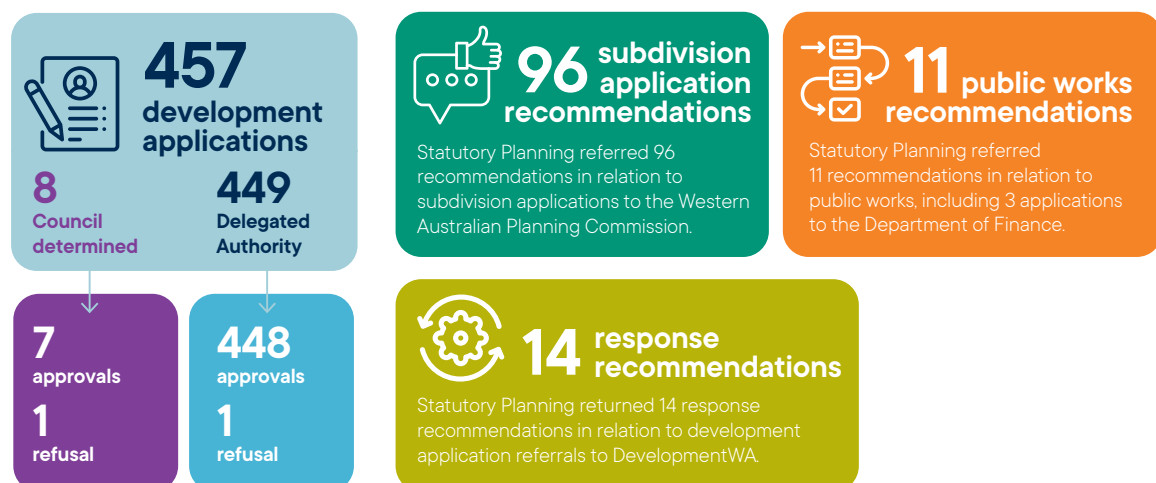 457
development
applications
8
Council
determined
449
Delegated
Authority
7
approvals
1
refusal
448
approvals
1
refusal
96 subdivision
application
recommendations
Statutory Planning referred 96
recommendations in relation to
subdivision applications to the Western
Australian Planning Commission.
11 public works
recommendations
Statutory Planning referred
11 recommendations in relation to
public works, including 3 applications
to the Department of Finance.
14 response
recommendations
Statutory Planning returned 14 response
recommendations in relation to development
application referrals to DevelopmentWA.